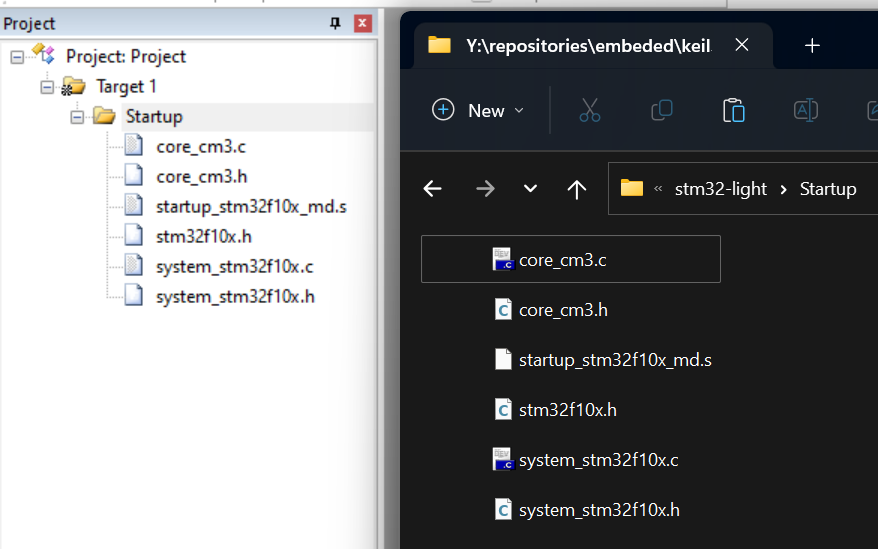 Project
Project: Project
Target 1
Startup
core_cm3.c
core_cm3.h
startup_stm32f10x_md.s
stm32f10x.h
system_stm32f10x.c
system_stm32f10x.h
Y:\repositories\embeded\keil
New
« stm32-light > Startup
core_cm3.c
core_cm3.h
startup_stm32f10x_md.s
stm32f10x.h
system_stm32f10x.c
system_stm32f10x.h